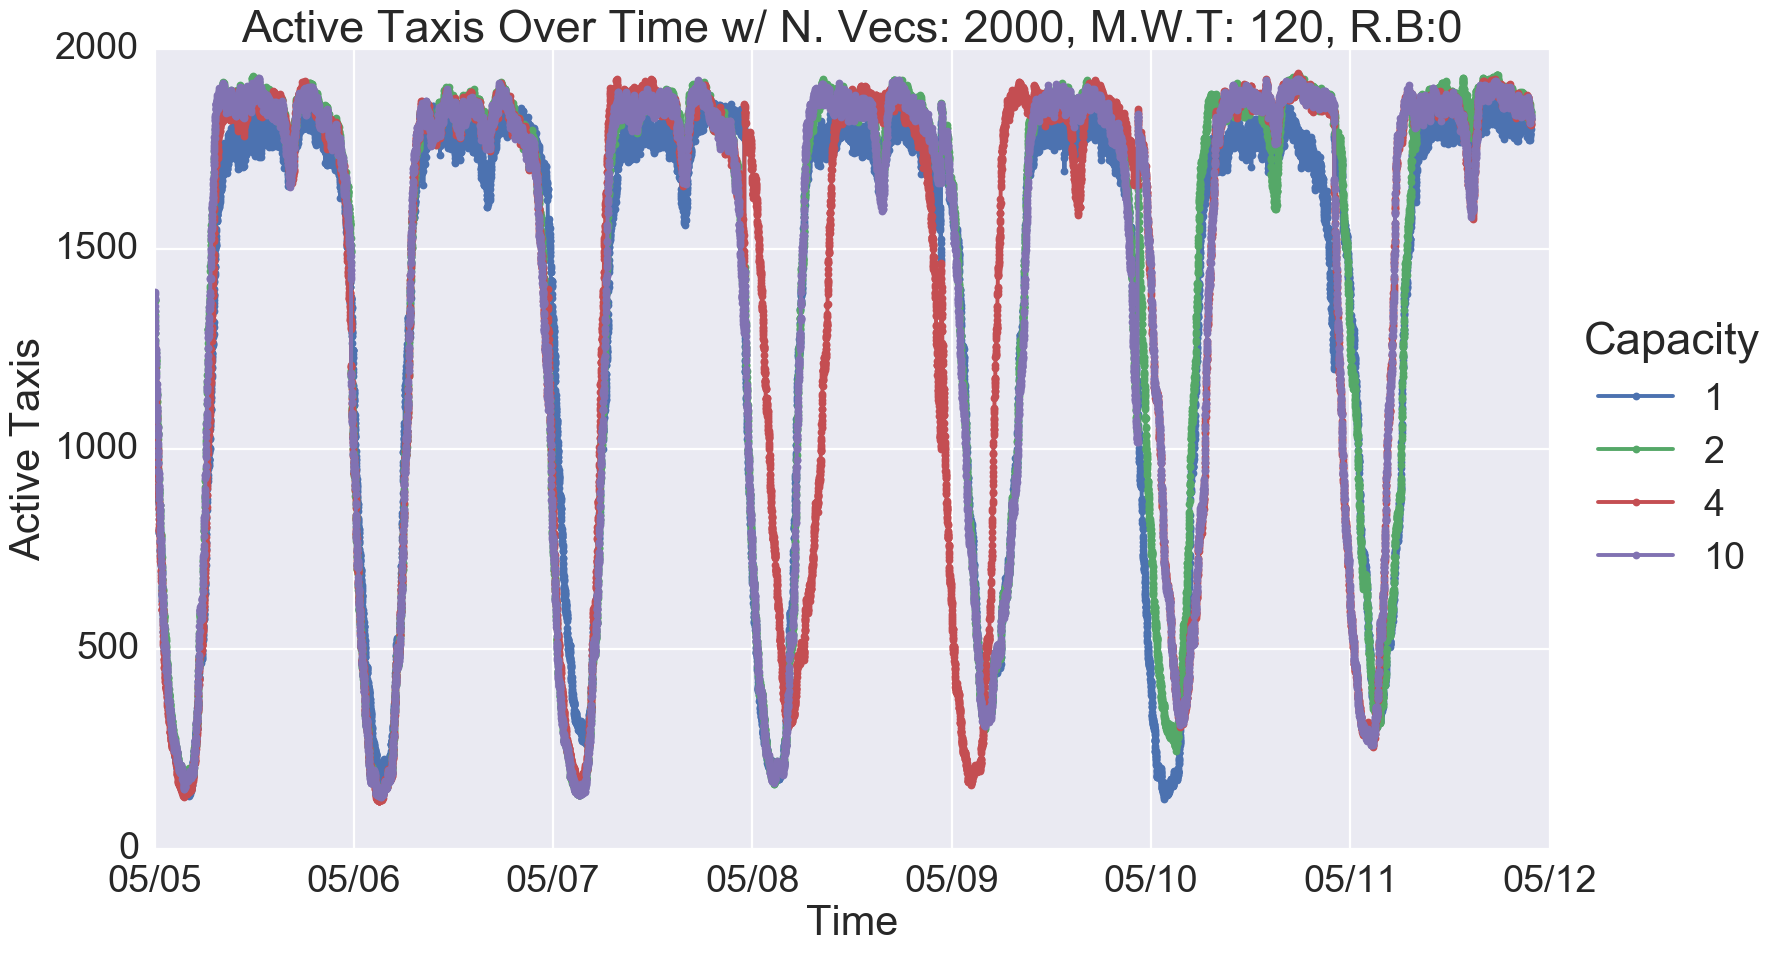 Active Taxis Over Time w/ N. Vecs: 2000, M.W.T: 120, R.B:0
2000
1500
1000
500
0
Active Taxis
05/05 05/06 05/07 05/08 05/09 05/10 05/11 05/12
Time
Capacity
1
2
4
10